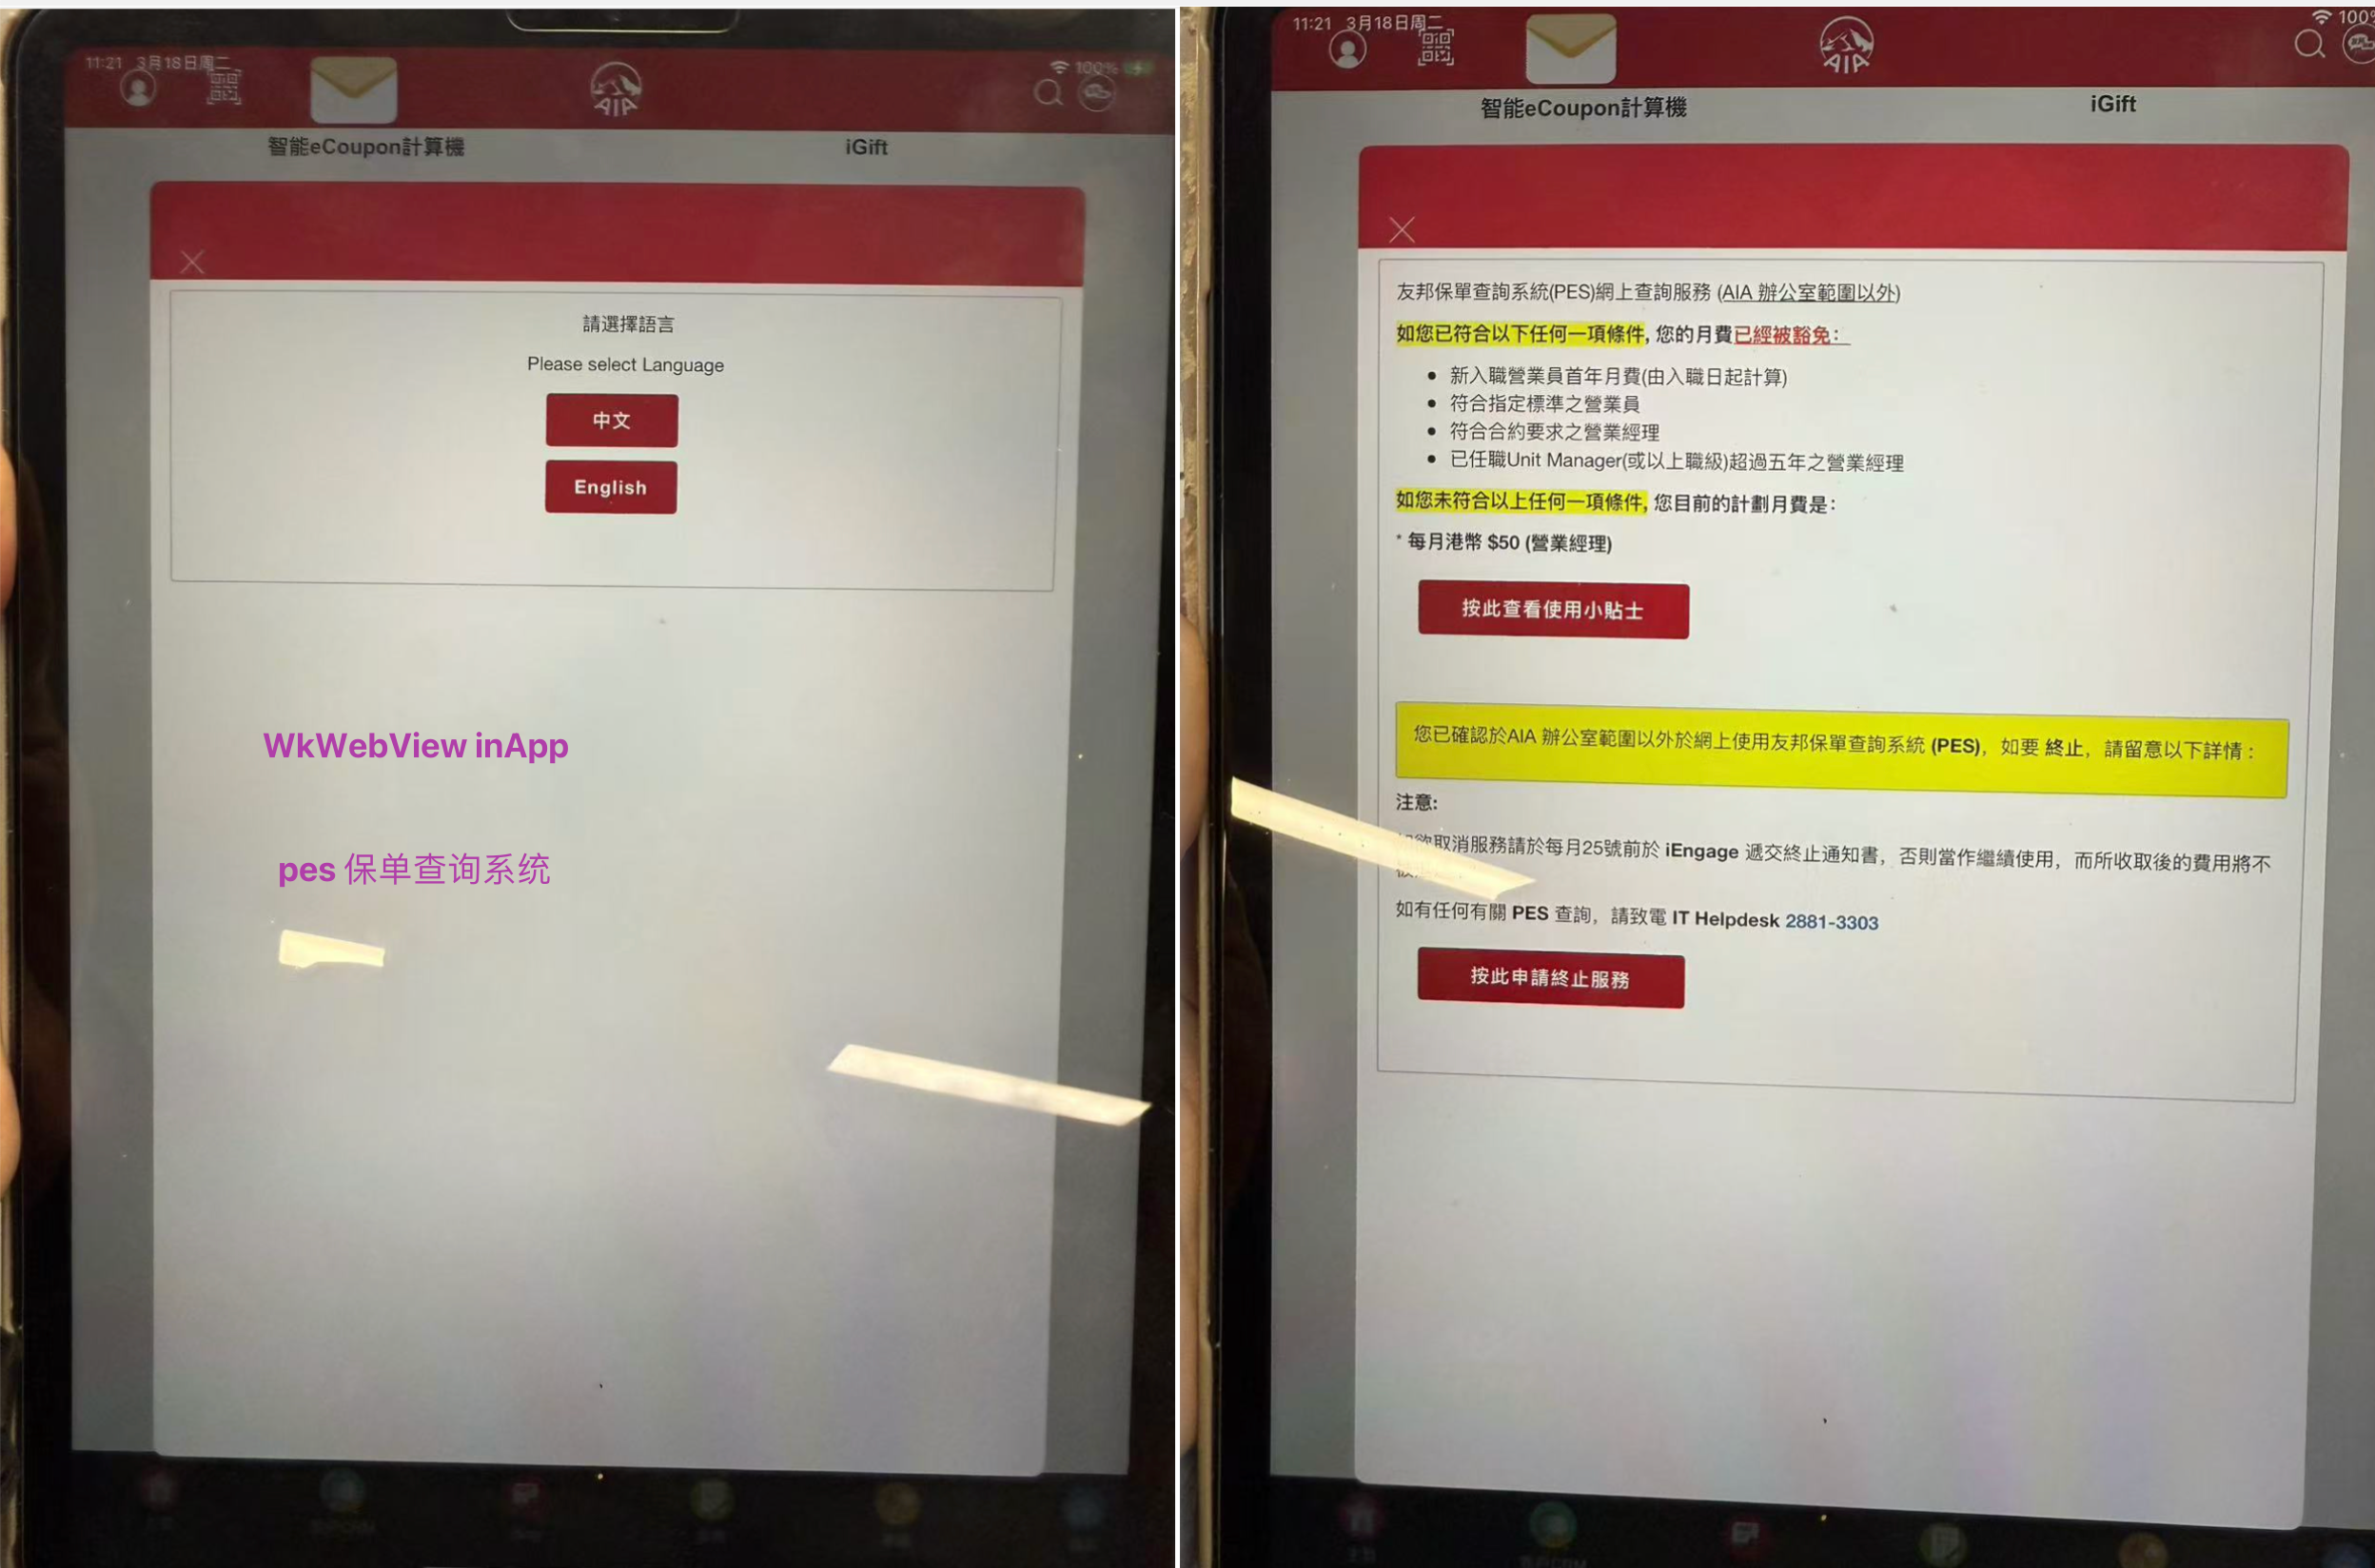 11:21 3月18日周二
100%
AIA
智能eCoupon計算機
iGift
請選擇語言
Please select Language
中文
English
WkWebView inApp
pes 保单查询系统
11:21 3月18日周二
100%
AIA
智能eCoupon計算機
iGift
友邦保單查詢系統(PES)網上查詢服務 (AIA 辦公室範圍以外)
如您已符合以下任何一項條件, 您的月費已經被豁免：
新入職營業員首年月費(由入職日起計算)
符合指定標準之營業員
符合合約要求之營業經理
已任職Unit Manager(或以上職級)超過五年之營業經理
如您未符合以上任何一項條件, 您目前的計劃月費是：
* 每月港幣 $50 (營業經理)
按此查看使用小貼士
您已確認於AIA 辦公室範圍以外於網上使用友邦保單查詢系統 (PES)，如要 終止，請留意以下詳情：
注意:
欲取消服務請於每月25號前於 iEngage 遞交終止通知書，否則當作繼續使用，而所收取後的費用將不
如有任何有關 PES 查詢，請致電 IT Helpdesk 2881-3303
按此申請終止服務